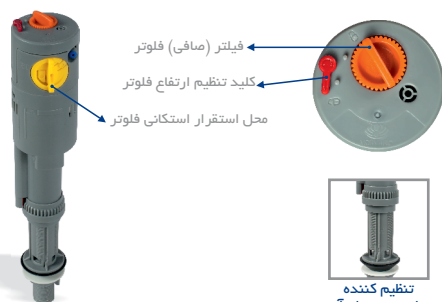 فیلتر (صافی) فلوتر
کلید تنظیم ارتفاع فلوتر
محل استقرار استکانی فلوتر
تنظیم کننده